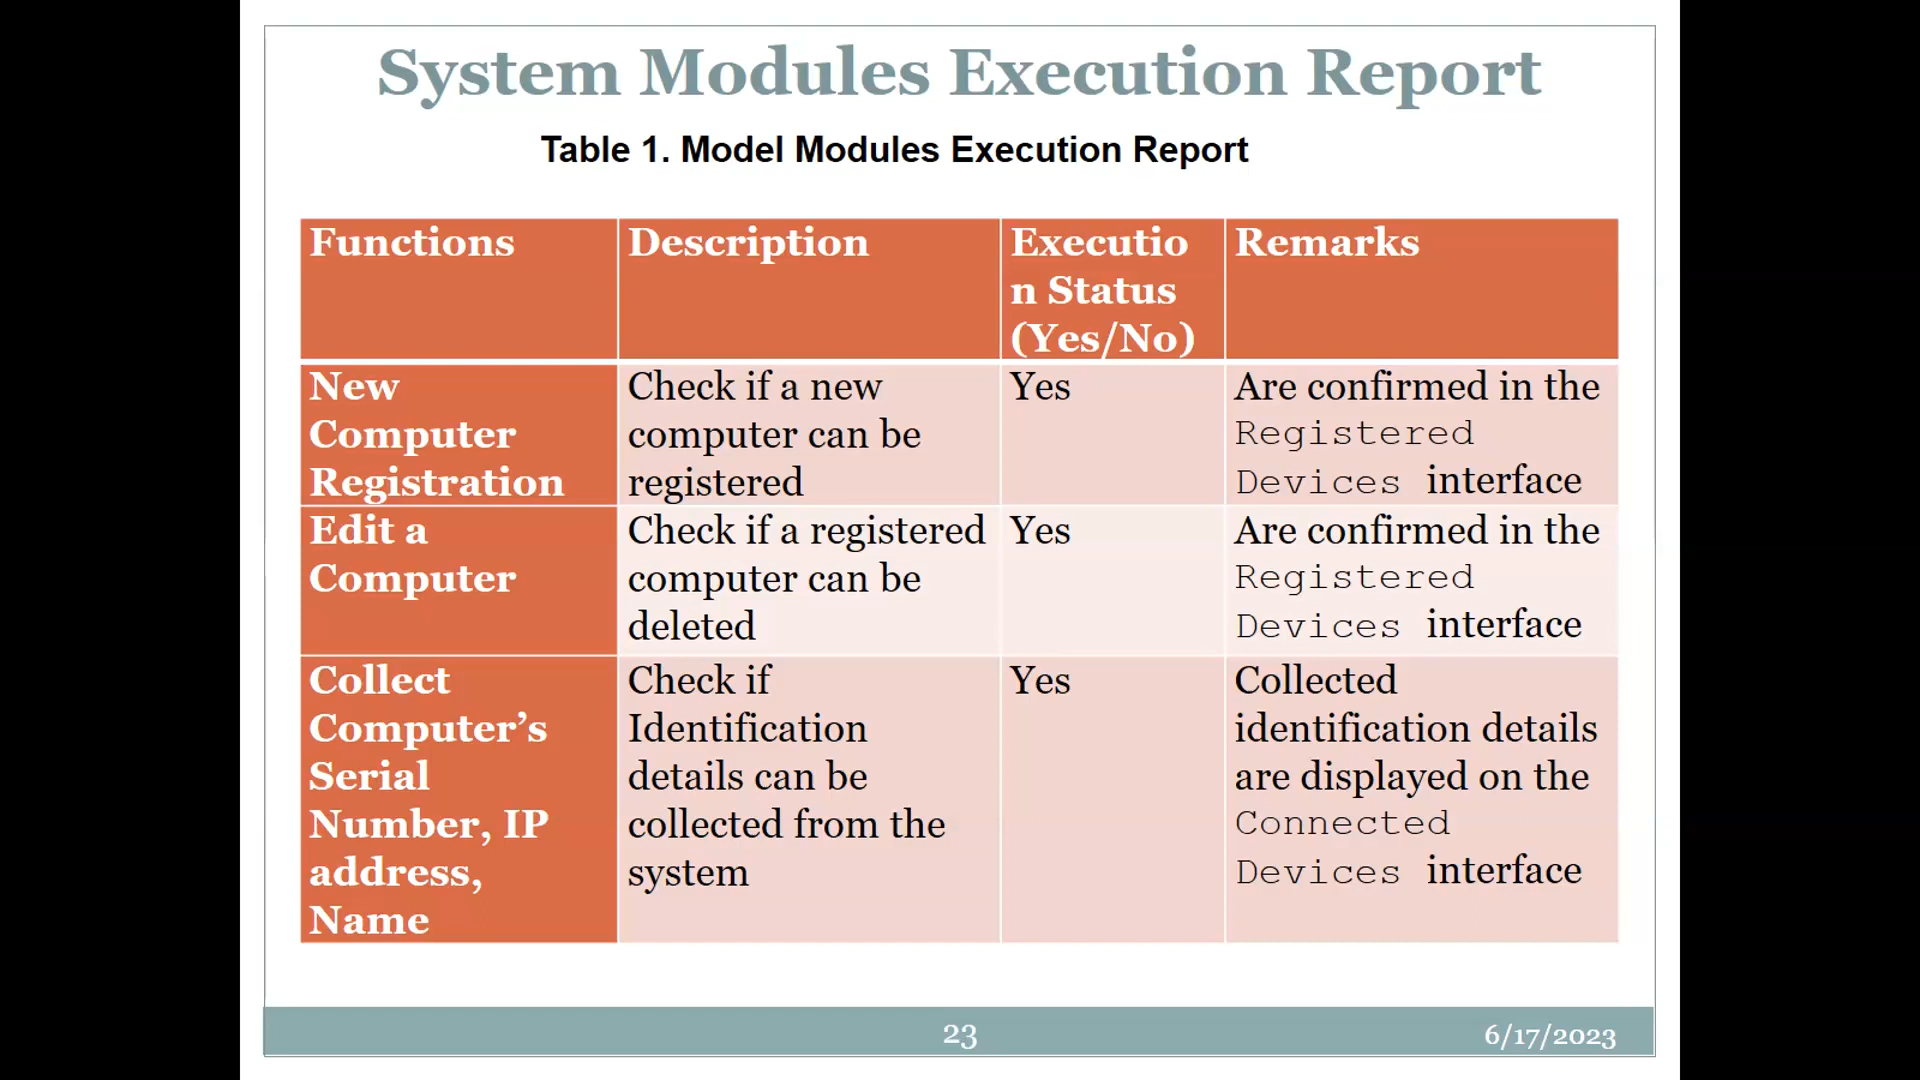 System Modules Execution Report
Table 1. Model Modules Execution Report
Functions
Description
Executio
n Status
(Yes/No)
Remarks
New
Computer
Registration
Check if a new
computer can be
registered
Yes
Are confirmed in the
Registered
Devices interface
Edit a
Computer
Check if a registered
computer can be
deleted
Yes
Are confirmed in the
Registered
Devices interface
Collect
Computer’s
Serial
Number, IP
address,
Name
Check if
Identification
details can be
collected from the
system
Yes
Collected
identification details
are displayed on the
Connected
Devices interface
23
6/17/2023